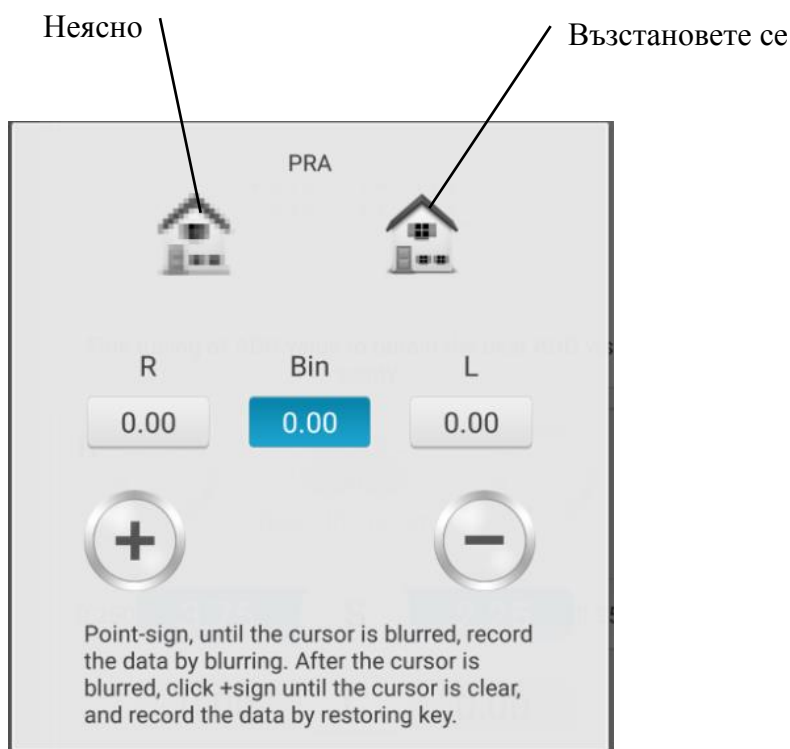 Неясно
Възстановете се
PRA
R Bin L
0.00 0.00 0.00
+ −
Point-sign, until the cursor is blurred, record
the data by blurring. After the cursor is
blurred, click +sign until the cursor is clear,
and record the data by restoring key.